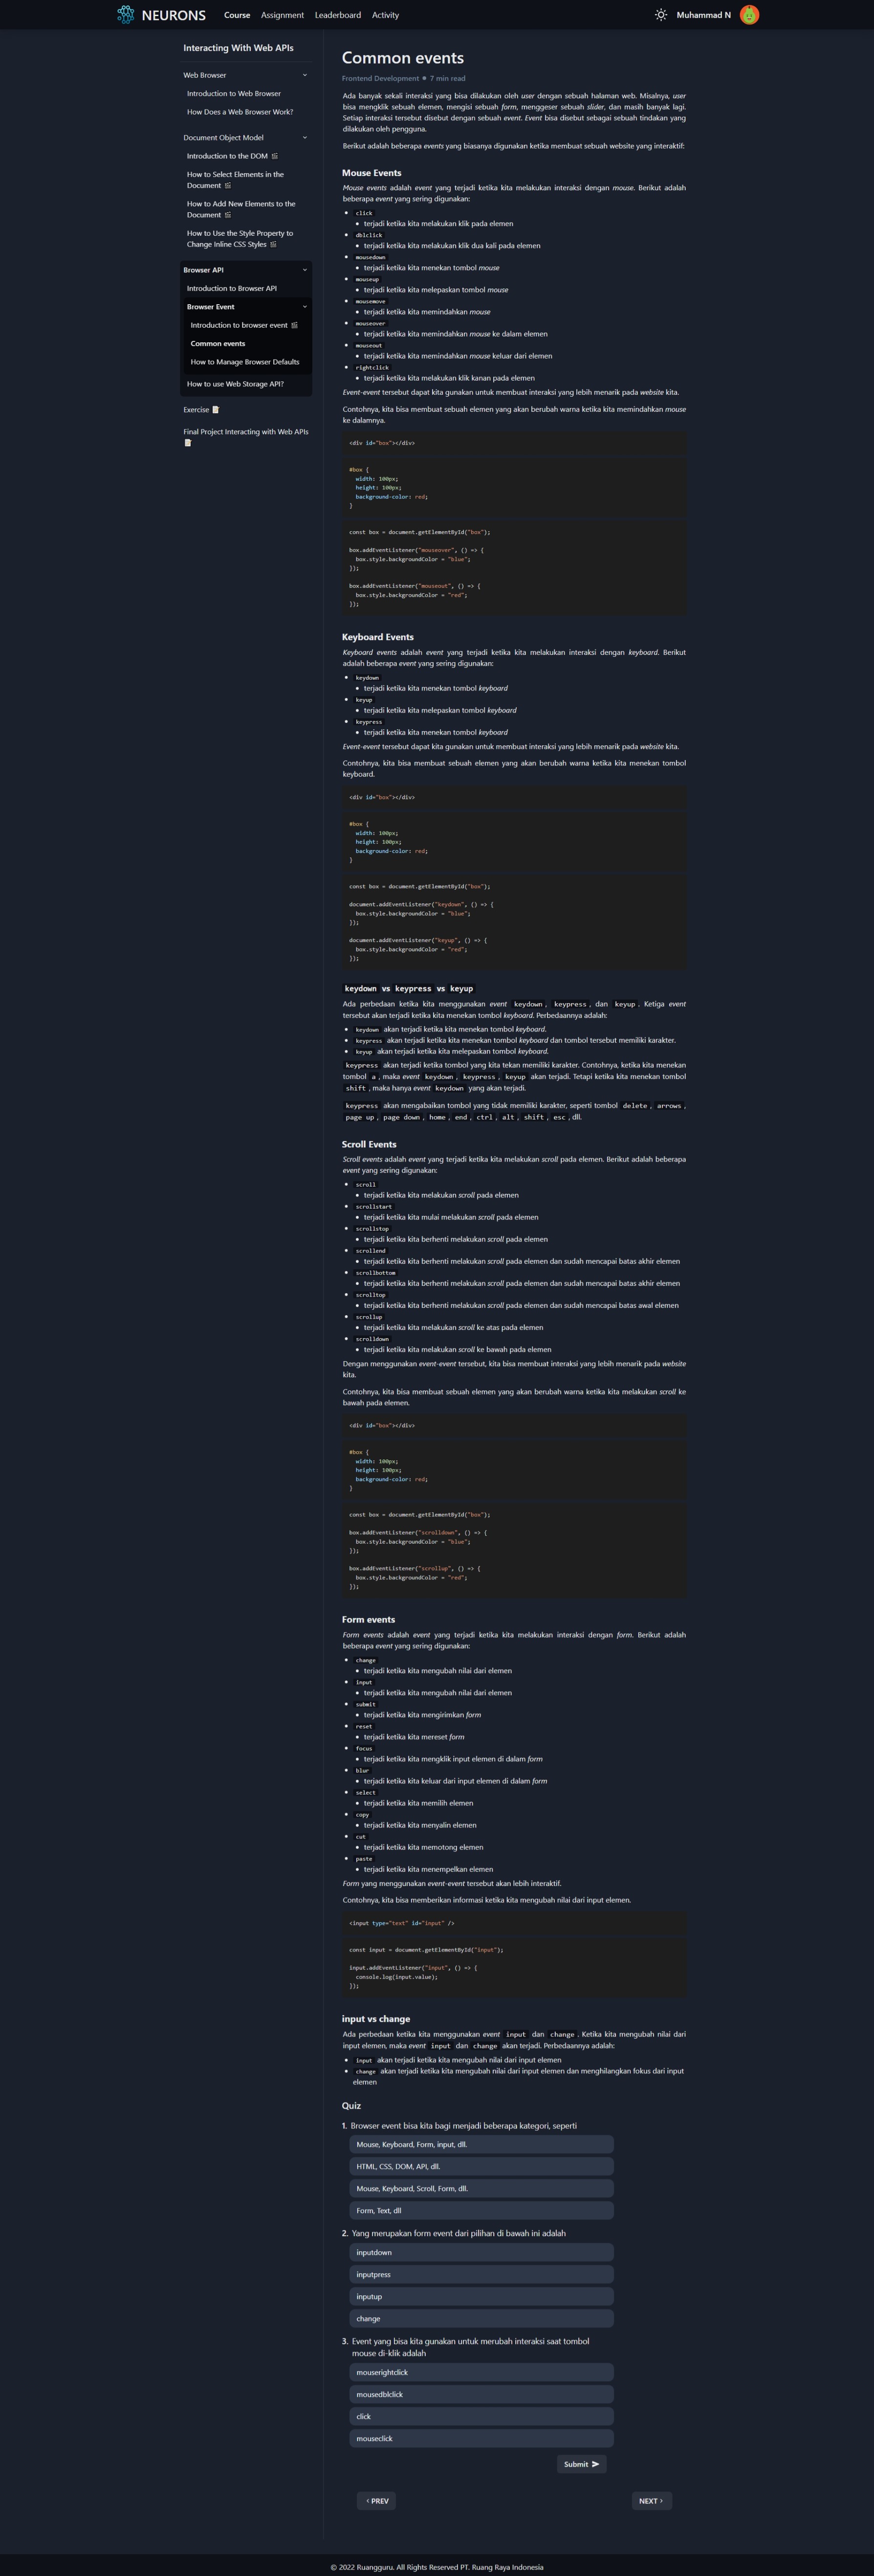 NEURONS
Course Assignment Leaderboard Activity
Muhammad N
Interacting With Web APIs
Web Browser
Introduction to Web Browser
How Does a Web Browser Work?
Document Object Model
Introduction to the DOM
How to Select Elements in the
Document
How to Add New Elements to the
Document
How to Use the Style Property to
Change Inline CSS Styles
Browser API
Introduction to Browser API
Browser Event
Introduction to browser event
Common events
How to Manage Browser Defaults
How to use Web Storage API?
Exercise
Final Project Interacting with Web APIs
Common events
Frontend Development • 7 min read
Ada banyak sekali interaksi yang bisa dilakukan oleh user dengan sebuah halaman web. Misalnya, user
bisa mengklik sebuah elemen, mengisi sebuah form, menggeser sebuah slider, dan masih banyak lagi.
Setiap interaksi tersebut disebut dengan sebuah event. Event bisa disebut sebagai sebuah tindakan yang
dilakukan oleh pengguna.
Berikut adalah beberapa events yang biasanya digunakan ketika membuat sebuah website yang interaktif:
Mouse Events
Mouse events adalah event yang terjadi ketika kita melakukan interaksi dengan mouse. Berikut adalah
beberapa event yang sering digunakan:
• click
• terjadi ketika kita melakukan klik pada elemen
• dblclick
• terjadi ketika kita melakukan klik dua kali pada elemen
• mousedown
• terjadi ketika kita menekan tombol mouse
• mouseup
• terjadi ketika kita melepaskan tombol mouse
• mousemove
• terjadi ketika kita memindahkan mouse
• mouseover
• terjadi ketika kita memindahkan mouse ke dalam elemen
• mouseout
• terjadi ketika kita memindahkan mouse keluar dari elemen
• rightclick
• terjadi ketika kita melakukan klik kanan pada elemen
Event-event tersebut dapat kita gunakan untuk membuat interaksi yang lebih menarik pada website kita.
Contohnya, kita bisa membuat sebuah elemen yang akan berubah warna ketika kita memindahkan mouse
ke dalamnya.
<div id="box"></div>
#box {
width: 100px;
height: 100px;
background-color: red;
}
const box = document.getElementById("box");
box.addEventListener("mouseover", () => {
box.style.backgroundColor = "blue";
});
box.addEventListener("mouseout", () => {
box.style.backgroundColor = "red";
});
Keyboard Events
Keyboard events adalah event yang terjadi ketika kita melakukan interaksi dengan keyboard. Berikut
adalah beberapa event yang sering digunakan:
• keydown
• terjadi ketika kita menekan tombol keyboard
• keyup
• terjadi ketika kita melepaskan tombol keyboard
• keypress
• terjadi ketika kita menekan tombol keyboard
Event-event tersebut dapat kita gunakan untuk membuat interaksi yang lebih menarik pada website kita.
Contohnya, kita bisa membuat sebuah elemen yang akan berubah warna ketika kita menekan tombol
keyboard.
<div id="box"></div>
#box {
width: 100px;
height: 100px;
background-color: red;
}
const box = document.getElementById("box");
document.addEventListener("keydown", () => {
box.style.backgroundColor = "blue";
});
document.addEventListener("keyup", () => {
box.style.backgroundColor = "red";
});
keydown vs keypress vs keyup
Ada perbedaan ketika kita menggunakan event keydown, keypress, dan keyup. Ketiga event
tersebut akan terjadi ketika kita menekan tombol keyboard. Perbedaannya adalah:
• keydown akan terjadi ketika kita menekan tombol keyboard.
• keypress akan terjadi ketika kita menekan tombol keyboard dan tombol tersebut memiliki karakter.
• keyup akan terjadi ketika kita melepaskan tombol keyboard.
keypress akan terjadi ketika tombol yang kita tekan memiliki karakter. Contohnya, ketika kita menekan
tombol a, maka event keydown, keypress, keyup akan terjadi. Tetapi ketika kita menekan tombol
shift, maka hanya event keydown yang akan terjadi.
keypress akan mengabaikan tombol yang tidak memiliki karakter, seperti tombol delete, arrows,
page up, page down, home, end, ctrl, alt, shift, esc, dll.
Scroll Events
Scroll events adalah event yang terjadi ketika kita melakukan scroll pada elemen. Berikut adalah beberapa
event yang sering digunakan:
• scroll
• terjadi ketika kita melakukan scroll pada elemen
• scrollstart
• terjadi ketika kita mulai melakukan scroll pada elemen
• scrollstop
• terjadi ketika kita berhenti melakukan scroll pada elemen
• scrollend
• terjadi ketika kita berhenti melakukan scroll pada elemen dan sudah mencapai batas akhir elemen
• scrollbottom
• terjadi ketika kita berhenti melakukan scroll pada elemen dan sudah mencapai batas akhir elemen
• scrolltop
• terjadi ketika kita berhenti melakukan scroll pada elemen dan sudah mencapai batas awal elemen
• scrollup
• terjadi ketika kita melakukan scroll ke atas pada elemen
• scrolldown
• terjadi ketika kita melakukan scroll ke bawah pada elemen
Dengan menggunakan event-event tersebut, kita bisa membuat interaksi yang lebih menarik pada website
kita.
Contohnya, kita bisa membuat sebuah elemen yang akan berubah warna ketika kita melakukan scroll ke
bawah pada elemen.
<div id="box"></div>
#box {
width: 100px;
height: 100px;
background-color: red;
}
const box = document.getElementById("box");
box.addEventListener("scrolldown", () => {
box.style.backgroundColor = "blue";
});
box.addEventListener("scrollup", () => {
box.style.backgroundColor = "red";
});
Form events
Form events adalah event yang terjadi ketika kita melakukan interaksi dengan form. Berikut adalah
beberapa event yang sering digunakan:
• change
• terjadi ketika kita mengubah nilai dari elemen
• input
• terjadi ketika kita mengubah nilai dari elemen
• submit
• terjadi ketika kita mengirimkan form
• reset
• terjadi ketika kita mereset form
• focus
• terjadi ketika kita mengklik input elemen di dalam form
• blur
• terjadi ketika kita keluar dari input elemen di dalam form
• select
• terjadi ketika kita memilih elemen
• copy
• terjadi ketika kita menyalin elemen
• cut
• terjadi ketika kita memotong elemen
• paste
• terjadi ketika kita menempelkan elemen
Form yang menggunakan event-event tersebut akan lebih interaktif.
Contohnya, kita bisa memberikan informasi ketika kita mengubah nilai dari input elemen.
<input type="text" id="input" />
const input = document.getElementById("input");
input.addEventListener("input", () => {
console.log(input.value);
});
input vs change
Ada perbedaan ketika kita menggunakan event input dan change. Ketika kita mengubah nilai dari
input elemen, maka event input dan change akan terjadi. Perbedaannya adalah:
• input akan terjadi ketika kita mengubah nilai dari input elemen
• change akan terjadi ketika kita mengubah nilai dari input elemen dan menghilangkan fokus dari input
elemen
Quiz
1. Browser event bisa kita bagi menjadi beberapa kategori, seperti
Mouse, Keyboard, Form, input, dll.
HTML, CSS, DOM, API, dll.
Mouse, Keyboard, Scroll, Form, dll.
Form, Text, dll
2. Yang merupakan form event dari pilihan di bawah ini adalah
inputdown
inputpress
inputup
change
3. Event yang bisa kita gunakan untuk merubah interaksi saat tombol
mouse di-klik adalah
mouserightclick
mousedblclick
click
mouseclick
Submit
‹ PREV
NEXT ›
© 2022 Ruangguru. All Rights Reserved PT. Ruang Raya Indonesia